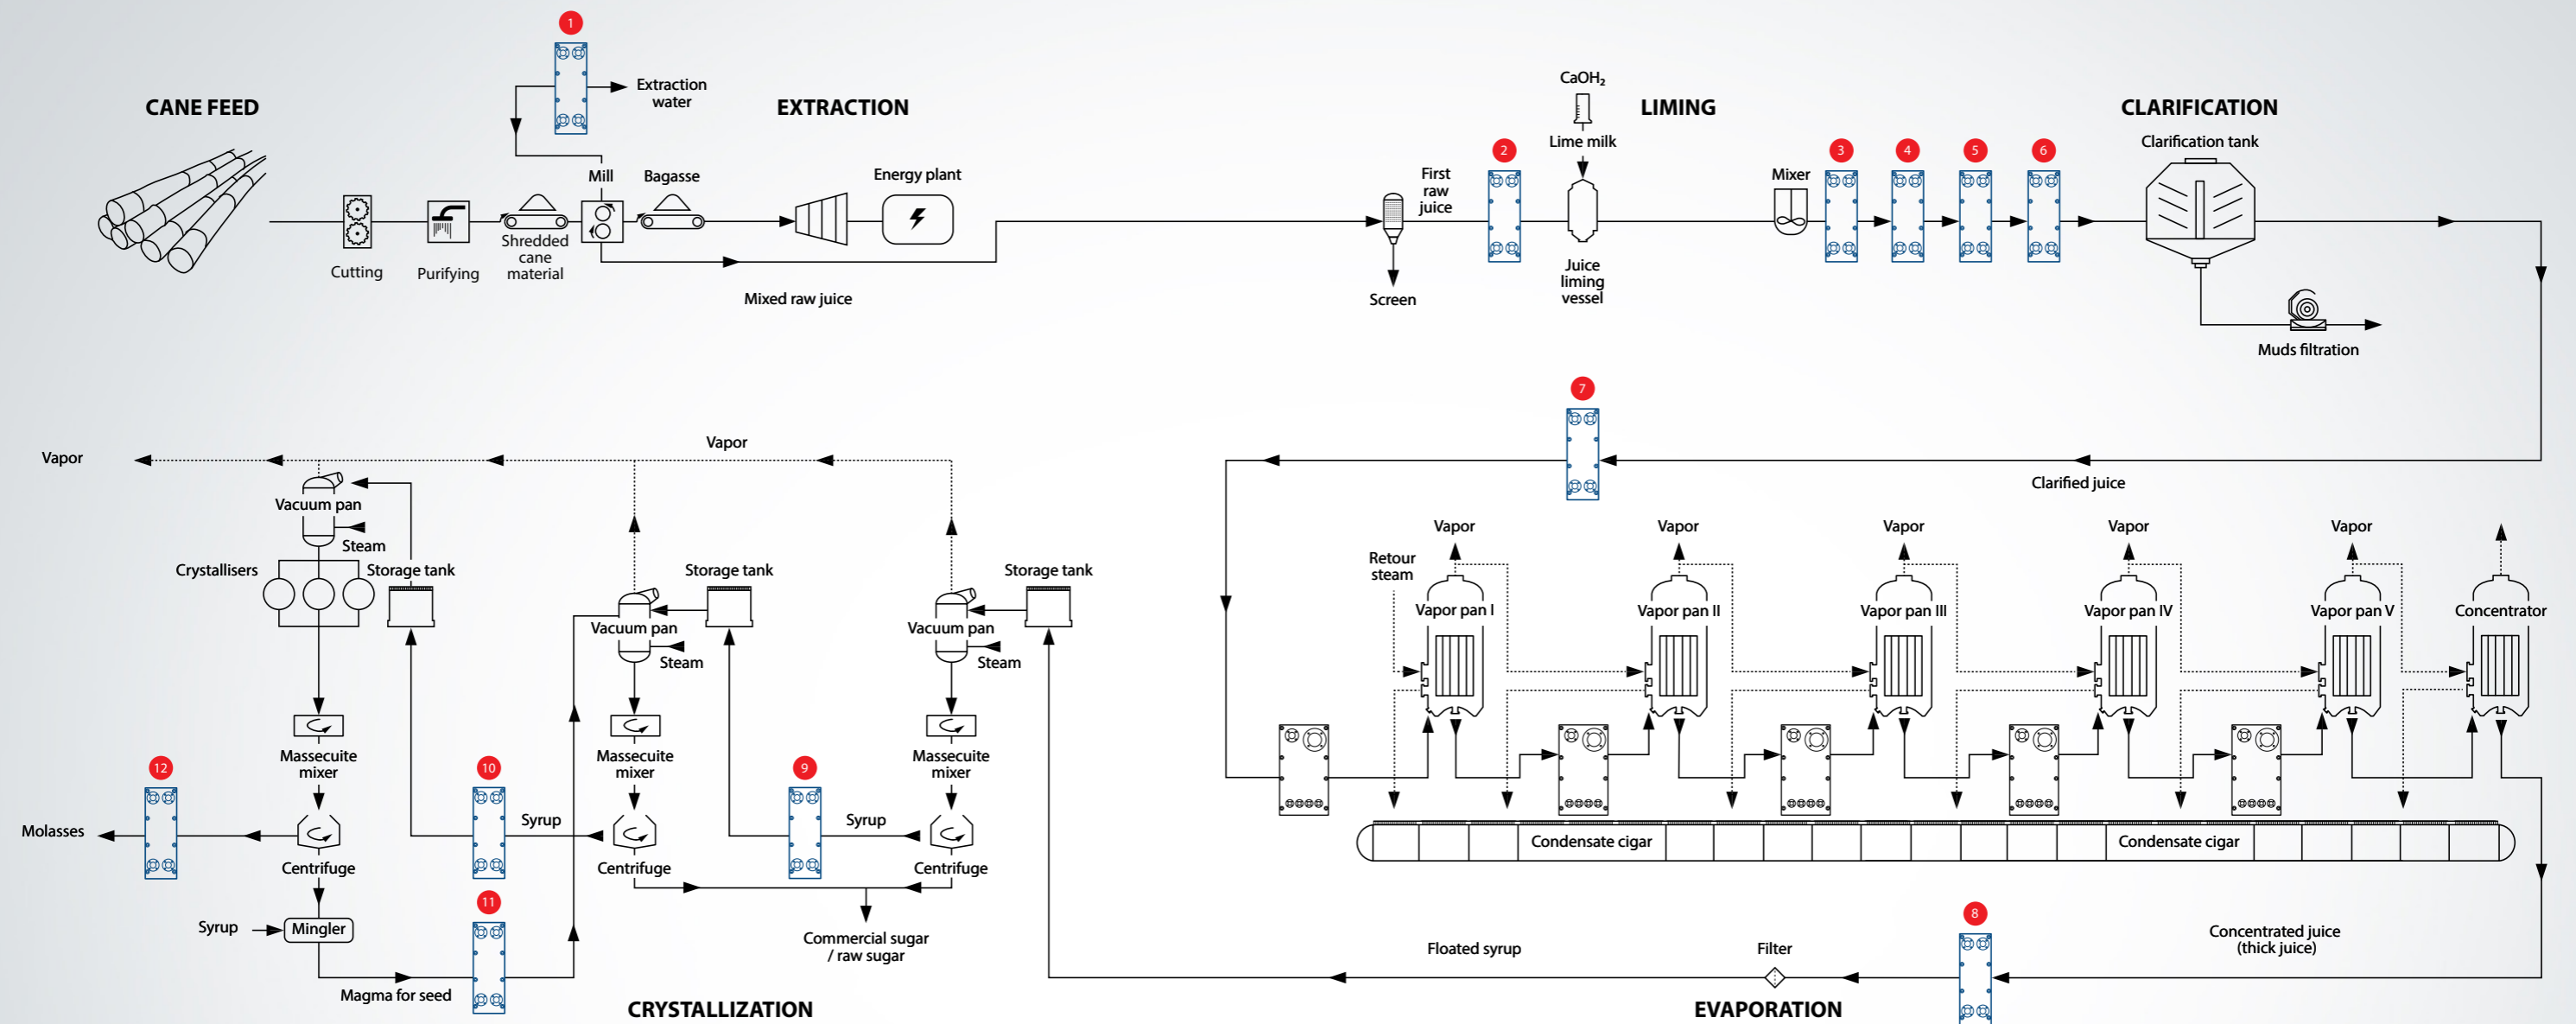 1
CANE FEED
Extraction
water
EXTRACTION
Mill
Bagasse
Energy plant
Cutting
Purifying
Shredded
cane
material
Mixed raw juice
CaOH₂
LIMING
CLARIFICATION
Lime milk
Clarification tank
2
3
4
5
6
First
raw
juice
Mixer
Screen
Juice
liming
vessel
Muds filtration
7
Clarified juice
Vapor
Vapor
Vacuum pan
Steam
Crystallisers
Storage tank
Storage tank
Storage tank
Vacuum pan
Steam
Vacuum pan
Steam
Massecuite
mixer
Massecuite
mixer
Massecuite
mixer
12
10
9
Molasses
Syrup
Syrup
Centrifuge
Centrifuge
Centrifuge
11
Syrup
Mingler
Commercial sugar
/ raw sugar
Magma for seed
CRYSTALLIZATION
Retour
steam
Vapor
Vapor
Vapor
Vapor
Vapor
Vapor pan I
Vapor pan II
Vapor pan III
Vapor pan IV
Vapor pan V
Concentrator
Condensate cigar
Condensate cigar
8
Floated syrup
Filter
Concentrated juice
(thick juice)
EVAPORATION